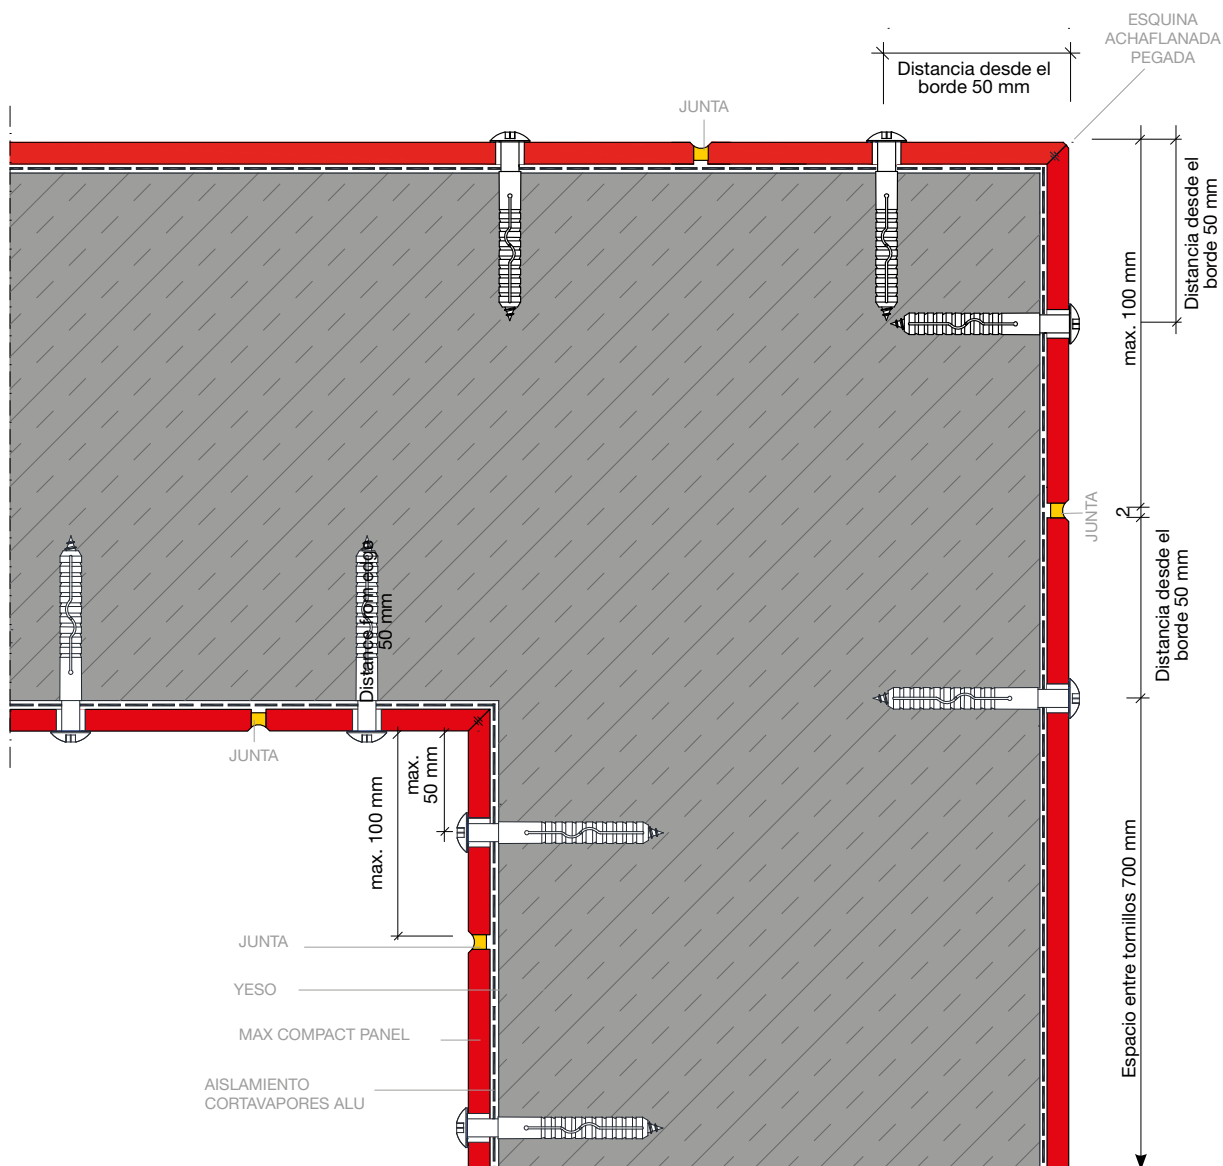 ESQUINA
ACHAFLANADA
PEGADA
Distancia desde el
borde 50 mm
JUNTA
Distancia desde el
borde 50 mm
max. 100 mm
JUNTA
2
Distancia desde el
borde 50 mm
Distance from edge
50 mm
JUNTA
max.
50 mm
max. 100 mm
Espacio entre tornillos 700 mm
JUNTA
YESO
MAX COMPACT PANEL
AISLAMIENTO
CORTAVAPORES ALU